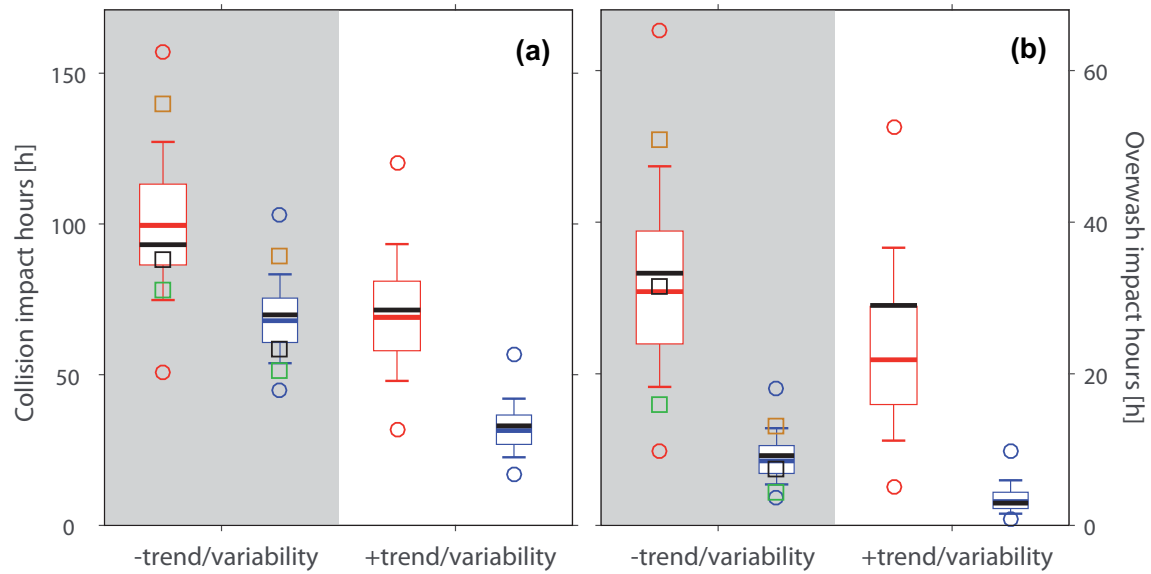 (a)
(b)
150
100
50
0
Collision impact hours [h]
60
40
20
0
Overwash impact hours [h]
-trend/variability
+trend/variability
-trend/variability
+trend/variability